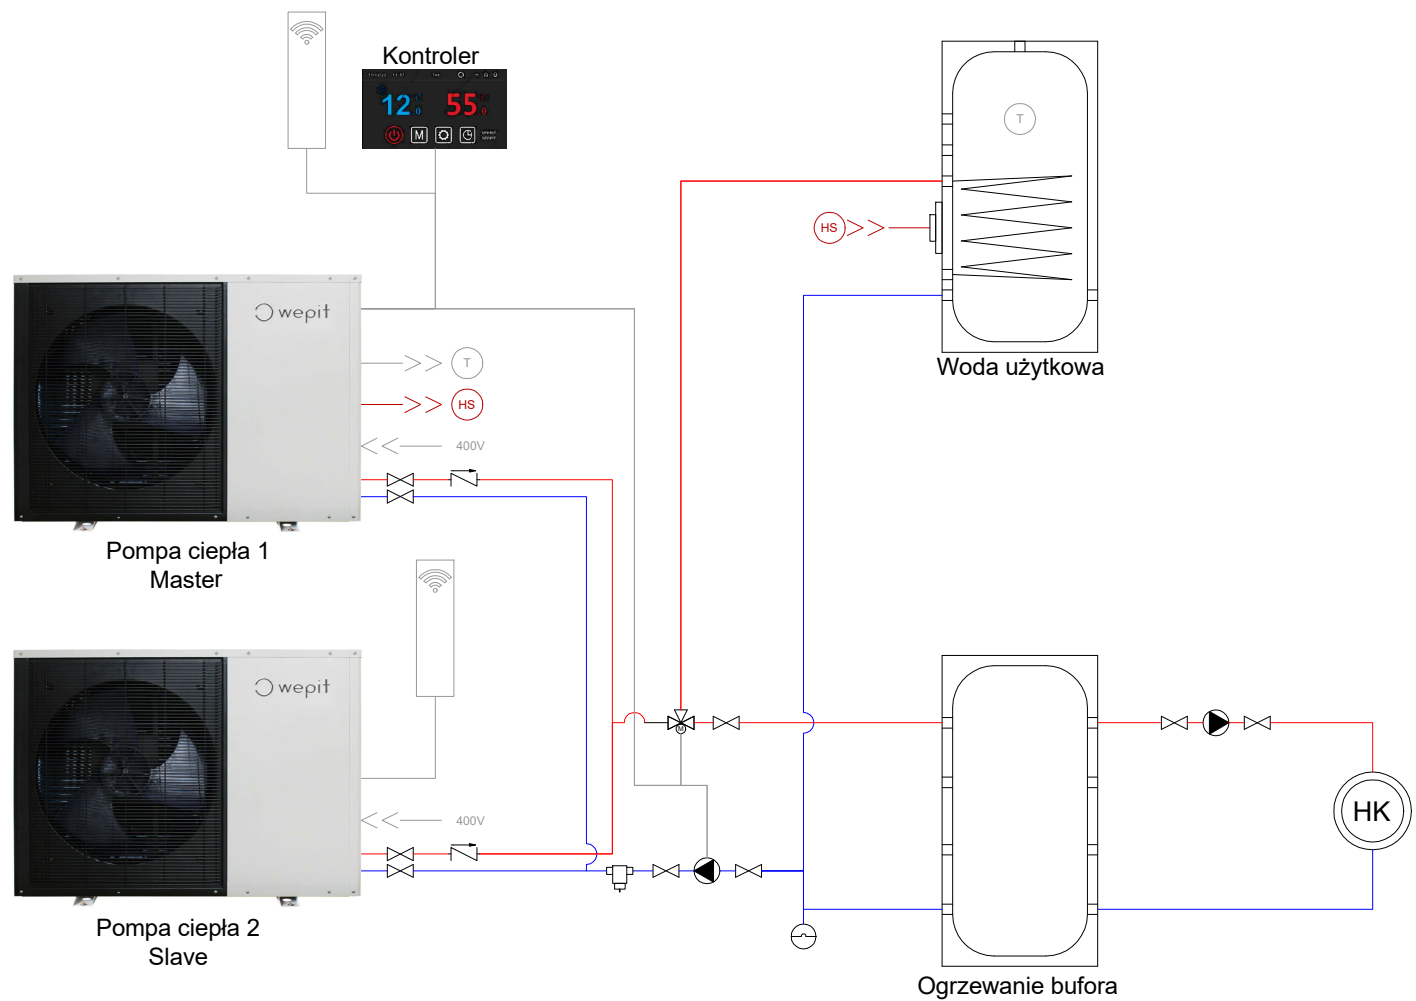 Kontroler
12
55
M
T
HS
wepit
T
HS
400V
Woda użytkowa
Pompa ciepła 1
Master
wepit
M
400V
HK
Pompa ciepła 2
Slave
Ogrzewanie bufora